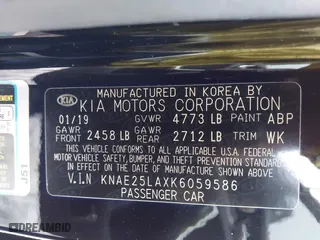 MANUFACTURED IN KOREA BY
KIA KIA MOTORS CORPORATION
01/19 GVWR 4773 LB PAINT ABP
GAWR FRONT 2458 LB GAWR REAR 2712 LB TRIM WK
THIS VEHICLE CONFORMS TO ALL APPLICABLE FEDERAL
MOTOR VEHICLE SAFETY, BUMPER, AND THEFT PREVENTION
STANDARDS IN EFFECT ON THE DATE OF MANUFACTURE
SHOWN ABOVE.
V.I.N KNAE25LAXK6059586
PASSENGER CAR